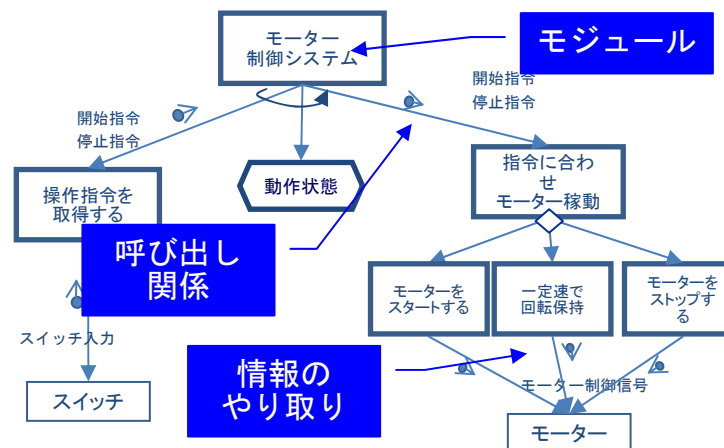 モーター
制御システム
モジュール
開始指令
停止指令
開始指令
停止指令
操作指令を
取得する
動作状態
指令に合わ
せ
モーター稼動
呼び出し
関係
モーターを
スタートする
一定速で
回転保持
モーターを
ストップす
る
スイッチ入力
情報の
やり取り
モーター制御信号
スイッチ
モーター